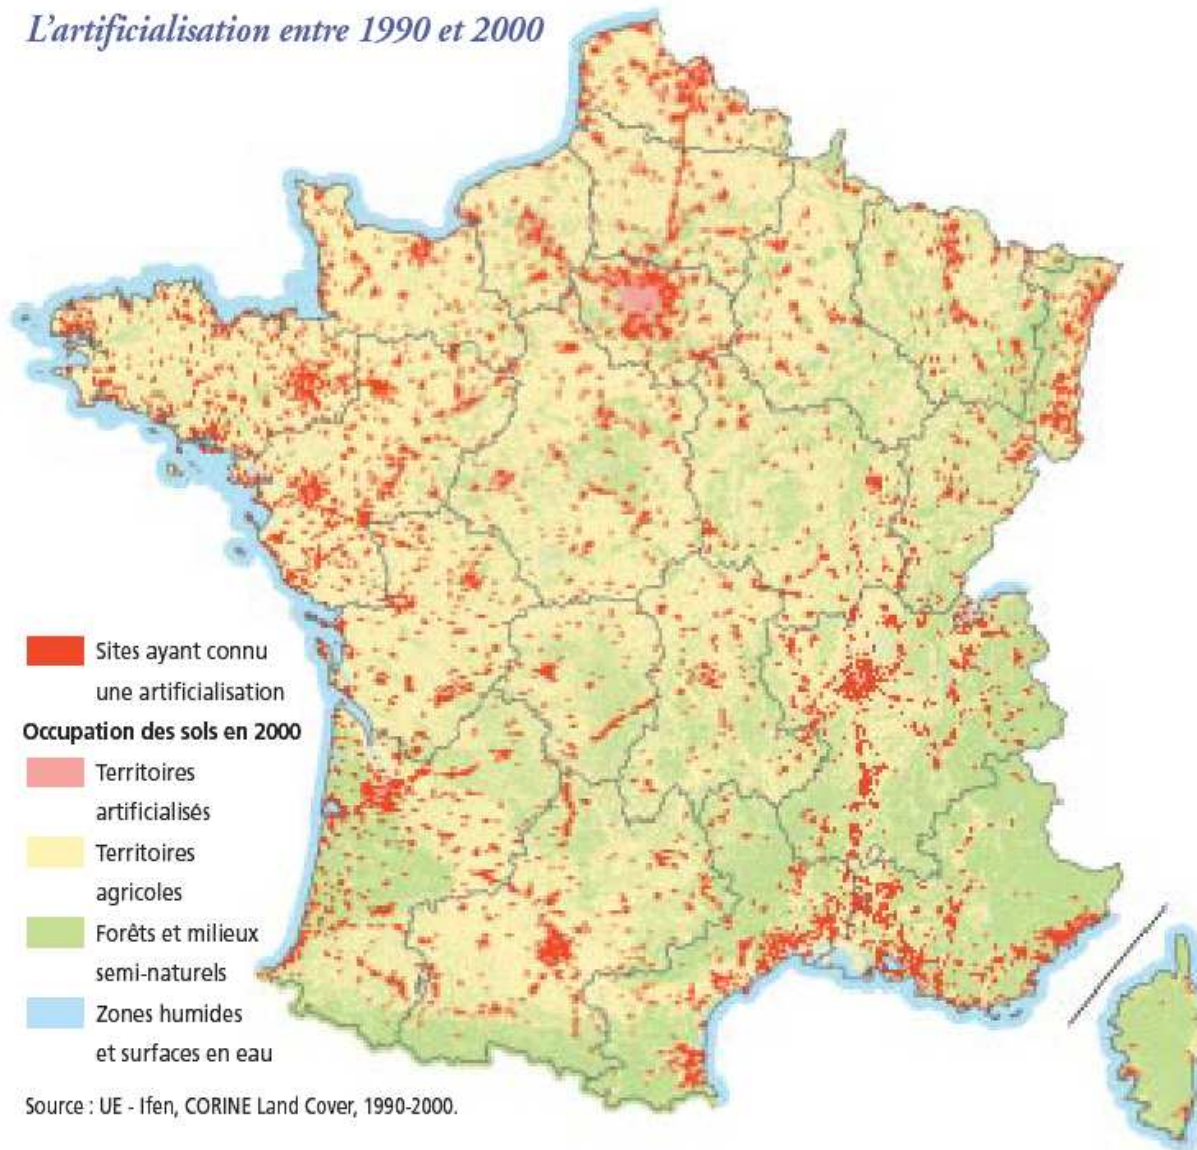 L'artificialisation entre 1990 et 2000
Sites ayant connu
une artificialisation
Occupation des sols en 2000
Territoires
artificialisés
Territoires
agricoles
Forêts et milieux
semi-naturels
Zones humides
et surfaces en eau
Source : UE - Ifen, CORINE Land Cover, 1990-2000.